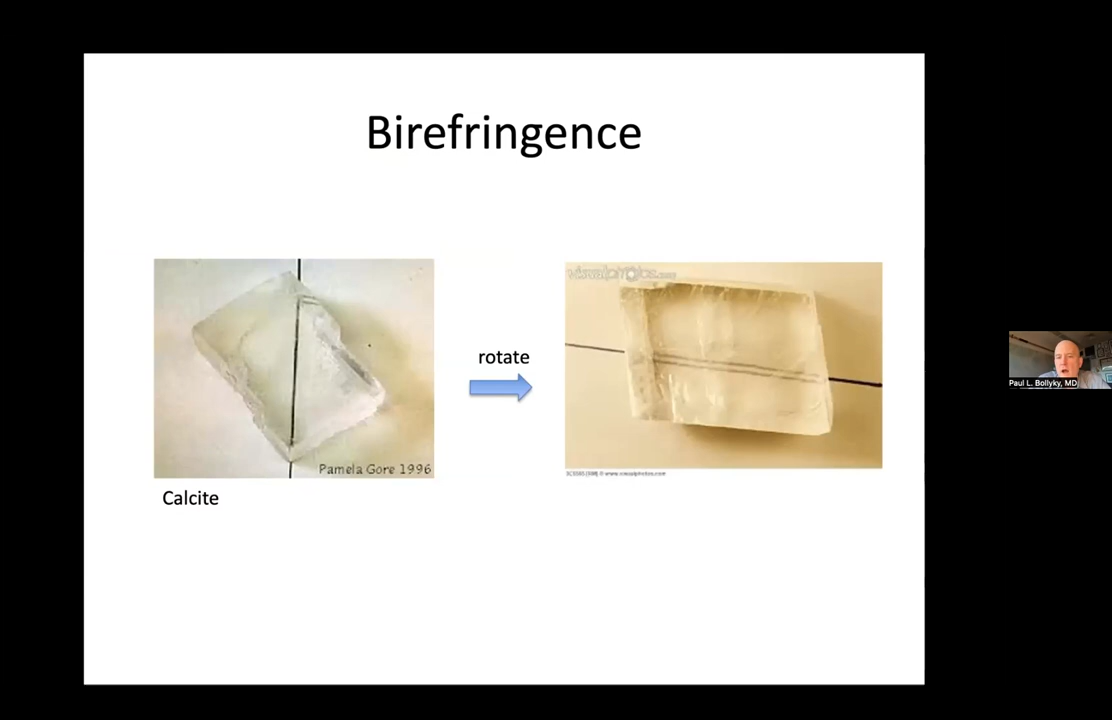 Birefringence
rotate
Pamela Gore 1996
Calcite
Paul L. Bollyky, MD